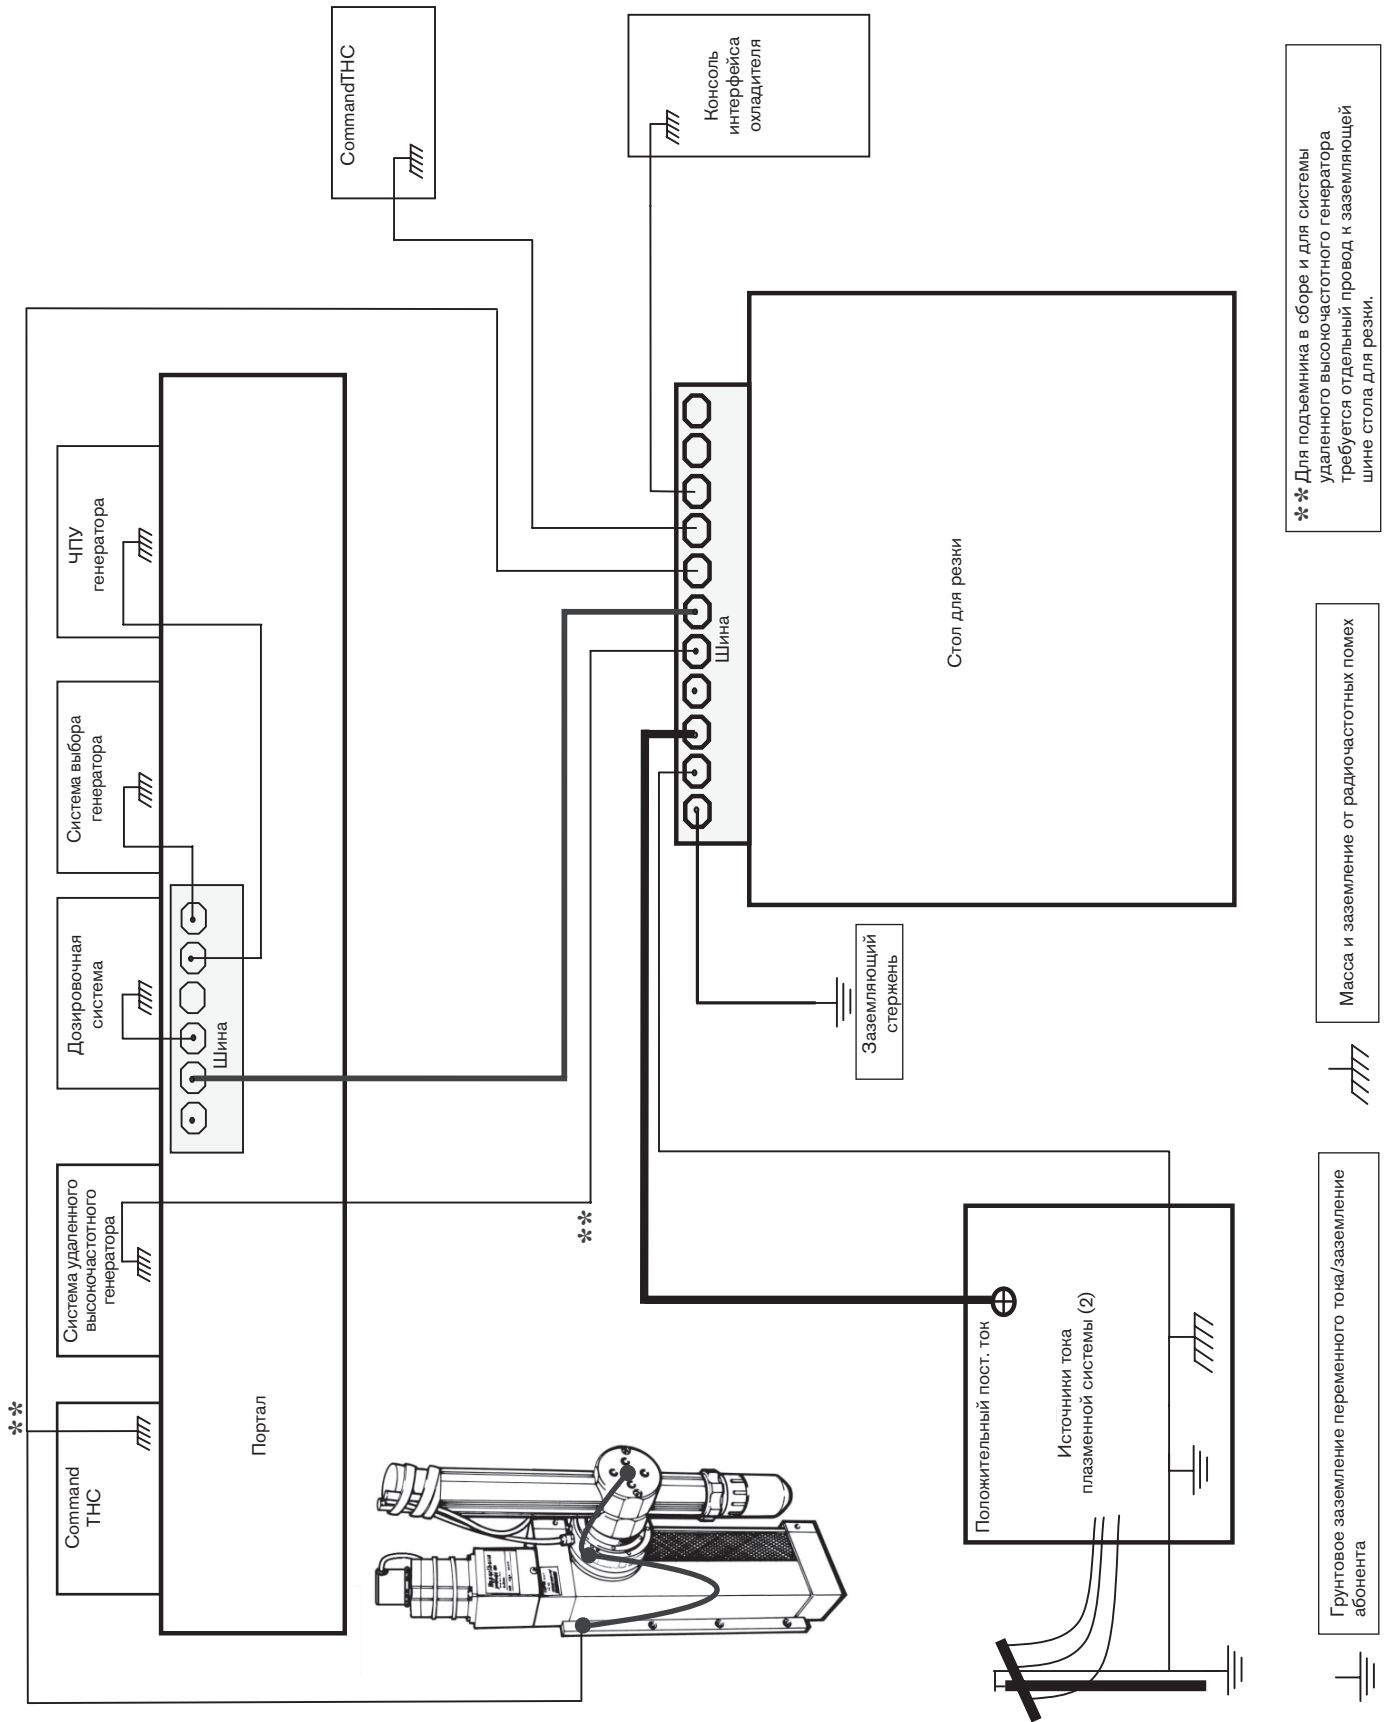 Command
THC
Система удаленного
высокочастотного
генератора
Дозировочная
система
Система выбора
генератора
ЧПУ
генератора
CommandTHC
Консоль
интерфейса
охладителя
**
Шина
Портал
**
Шина
Стол для резки
Заземляющий
стержень
Положительный пост. ток
Источники тока
плазменной системы (2)
Грунтовое заземление переменного тока/заземление
абонента
Масса и заземление от радиочастотных помех
** Для подъемника в сборе и для системы
удаленного высокочастотного генератора
требуется отдельный провод к заземляющей
шине стола для резки.